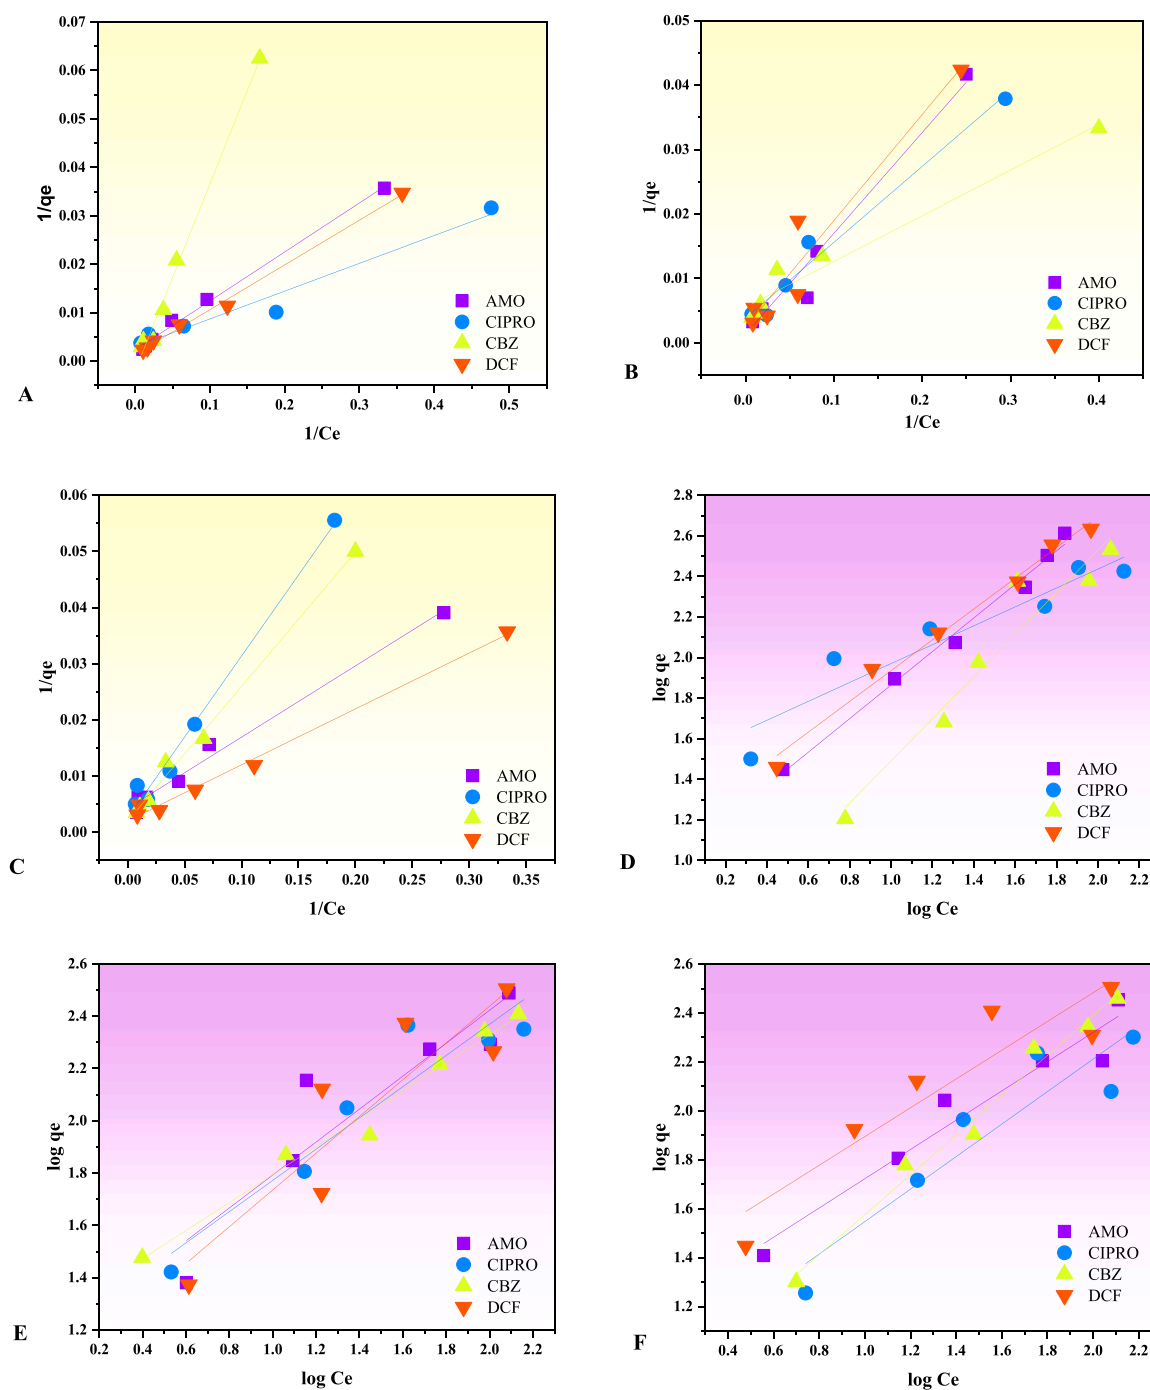 0.07
0.06
0.05
0.04
0.03
0.02
0.01
0.00
1/qe
AMO
CIPRO
CBZ
DCF
A
0.0 0.1 0.2 0.3 0.4 0.5
1/Ce
0.05
0.04
0.03
0.02
0.01
0.00
1/qe
AMO
CIPRO
CBZ
DCF
B
0.0 0.1 0.2 0.3 0.4
1/Ce
0.06
0.05
0.04
0.03
0.02
0.01
0.00
1/qe
AMO
CIPRO
CBZ
DCF
C
0.00 0.05 0.10 0.15 0.20 0.25 0.30 0.35
1/Ce
2.8
2.6
2.4
2.2
2.0
1.8
1.6
1.4
1.2
1.0
log qe
AMO
CIPRO
CBZ
DCF
D
0.2 0.4 0.6 0.8 1.0 1.2 1.4 1.6 1.8 2.0 2.2
log Ce
2.6
2.4
2.2
2.0
1.8
1.6
1.4
1.2
log qe
AMO
CIPRO
CBZ
DCF
E
0.2 0.4 0.6 0.8 1.0 1.2 1.4 1.6 1.8 2.0 2.2
log Ce
2.6
2.4
2.2
2.0
1.8
1.6
1.4
1.2
log qe
AMO
CIPRO
CBZ
DCF
F
0.4 0.6 0.8 1.0 1.2 1.4 1.6 1.8 2.0 2.2
log Ce